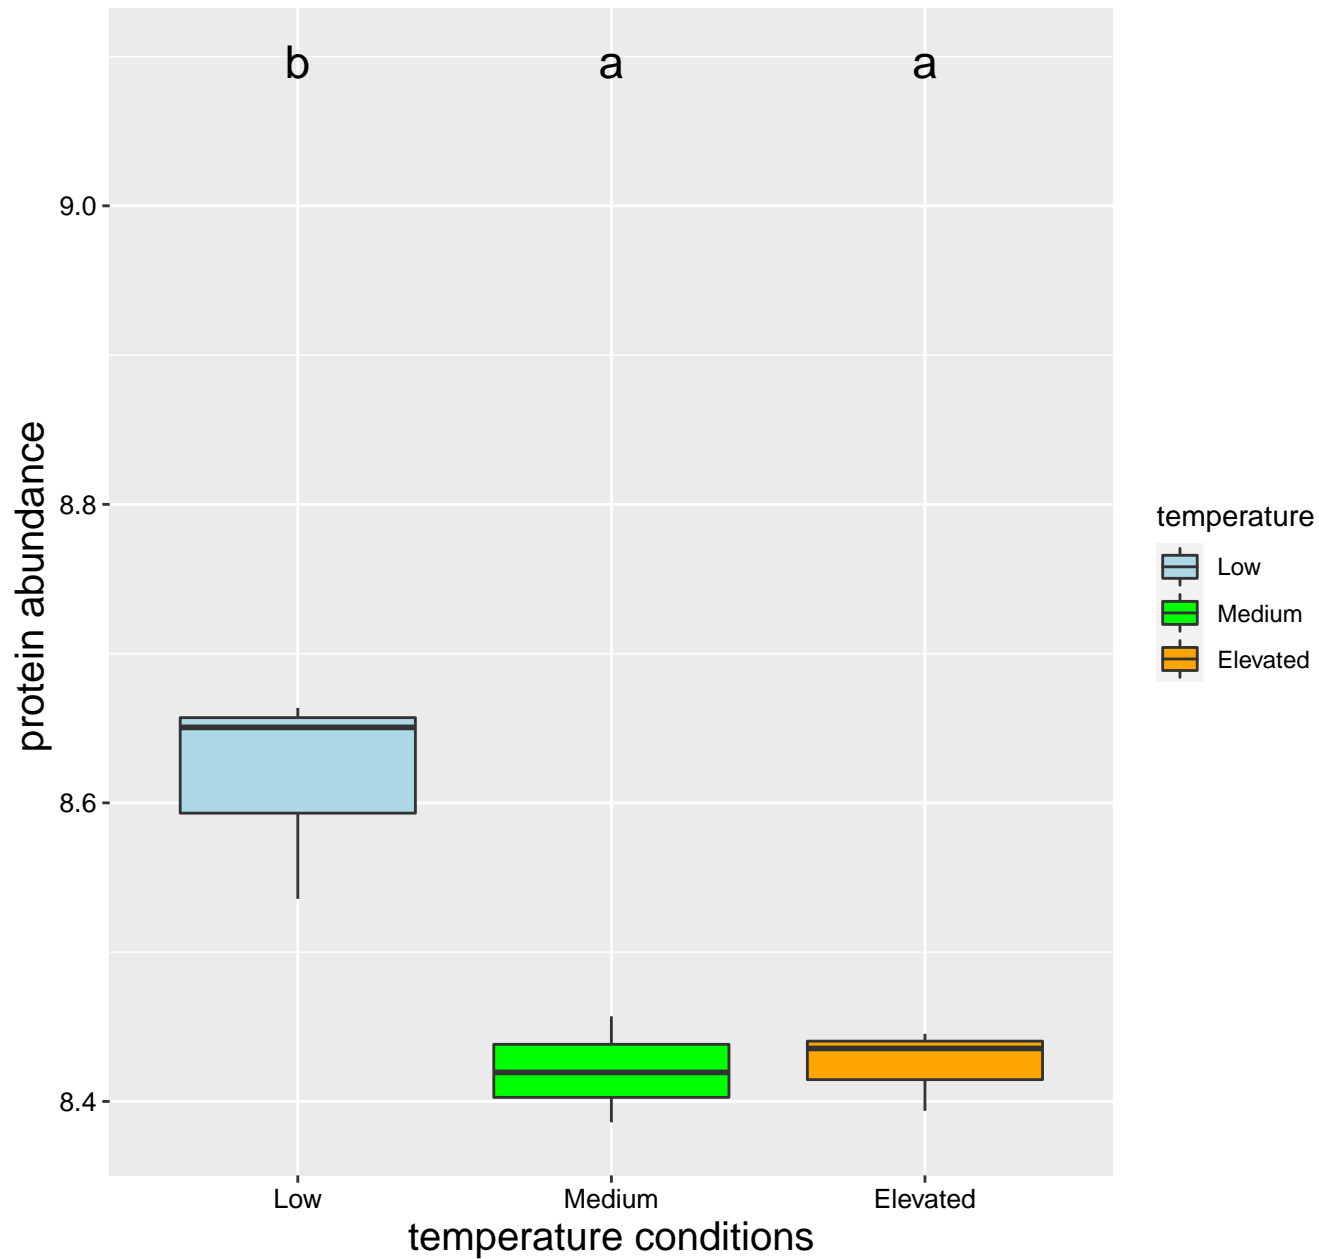 b a a
9.0
8.8
8.6
8.4
protein abundance
Low Medium Elevated
temperature conditions
temperature
Low
Medium
Elevated